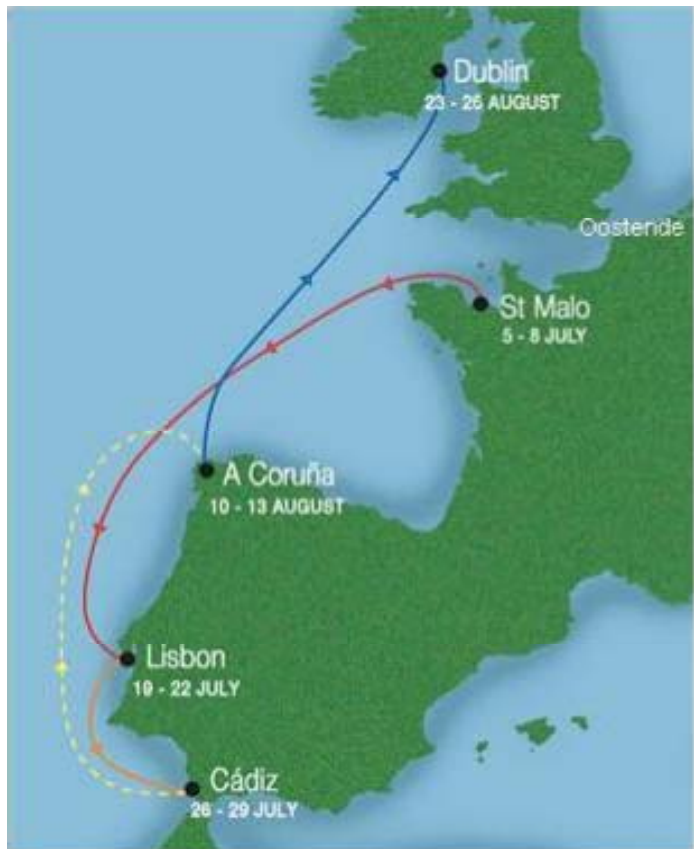 Dublin
23 - 26 AUGUST
Oostende
St Malo
5 - 8 JULY
A Coruña
10 - 13 AUGUST
Lisbon
19 - 22 JULY
Cádiz
26 - 29 JULY